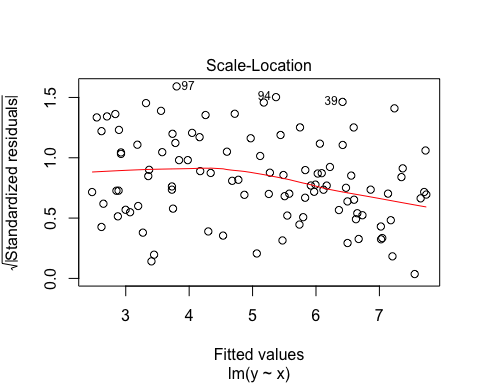 Scale-Location
√|Standardized residuals|
0.0 0.5 1.0 1.5
97
94
39
3 4 5 6 7
Fitted values
lm(y ~ x)